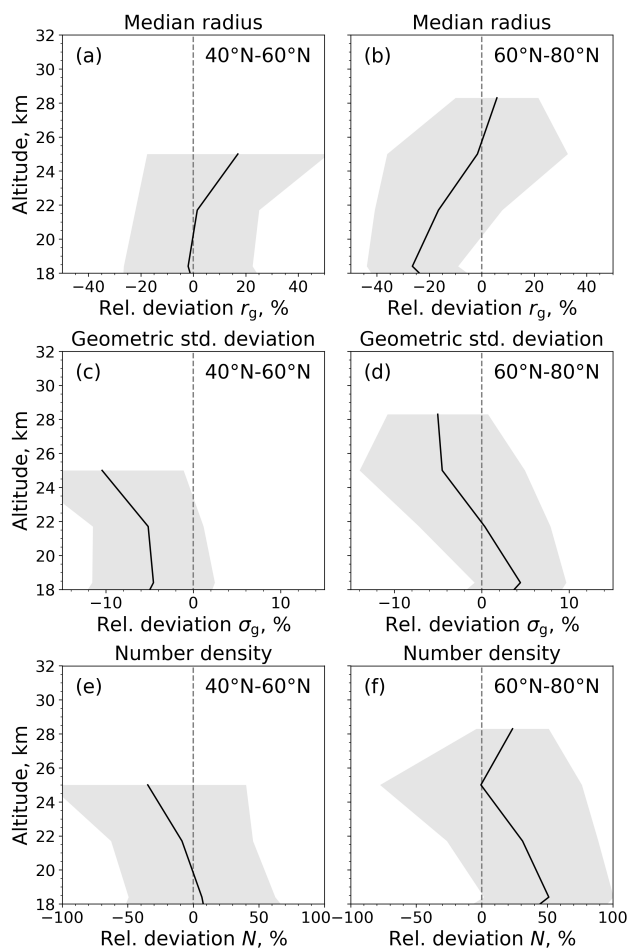 Median radius
Median radius
(a) 40°N-60°N
(b) 60°N-80°N
32
30
28
26
24
22
20
18
Altitude, km
−40 −20 0 20 40
−40 −20 0 20 40
Rel. deviation rg, %
Rel. deviation rg, %
Geometric std. deviation
Geometric std. deviation
(c) 40°N-60°N
(d) 60°N-80°N
32
30
28
26
24
22
20
18
Altitude, km
−10 0 10
−10 0 10
Rel. deviation σg, %
Rel. deviation σg, %
Number density
Number density
(e) 40°N-60°N
(f) 60°N-80°N
32
30
28
26
24
22
20
18
Altitude, km
−100 −50 0 50 100
−100 −50 0 50 100
Rel. deviation N, %
Rel. deviation N, %